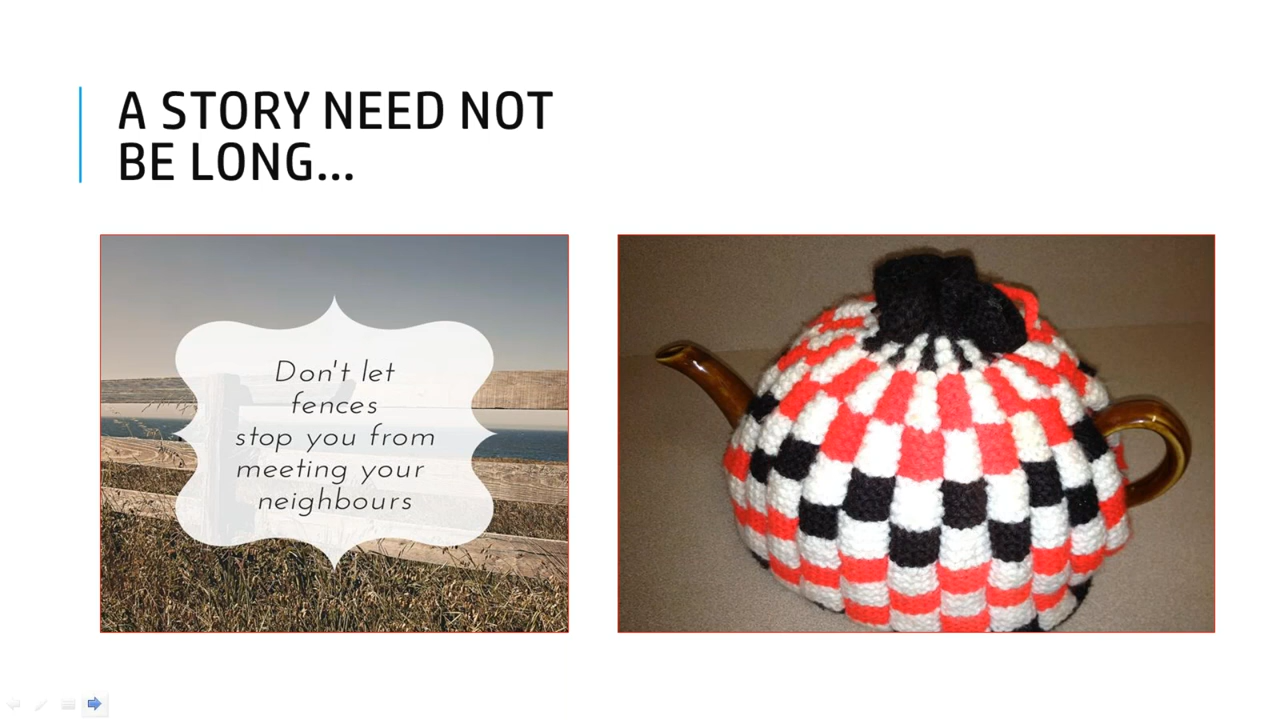 A STORY NEED NOT
BE LONG...
Don't let
fences
stop you from
meeting your
neighbours